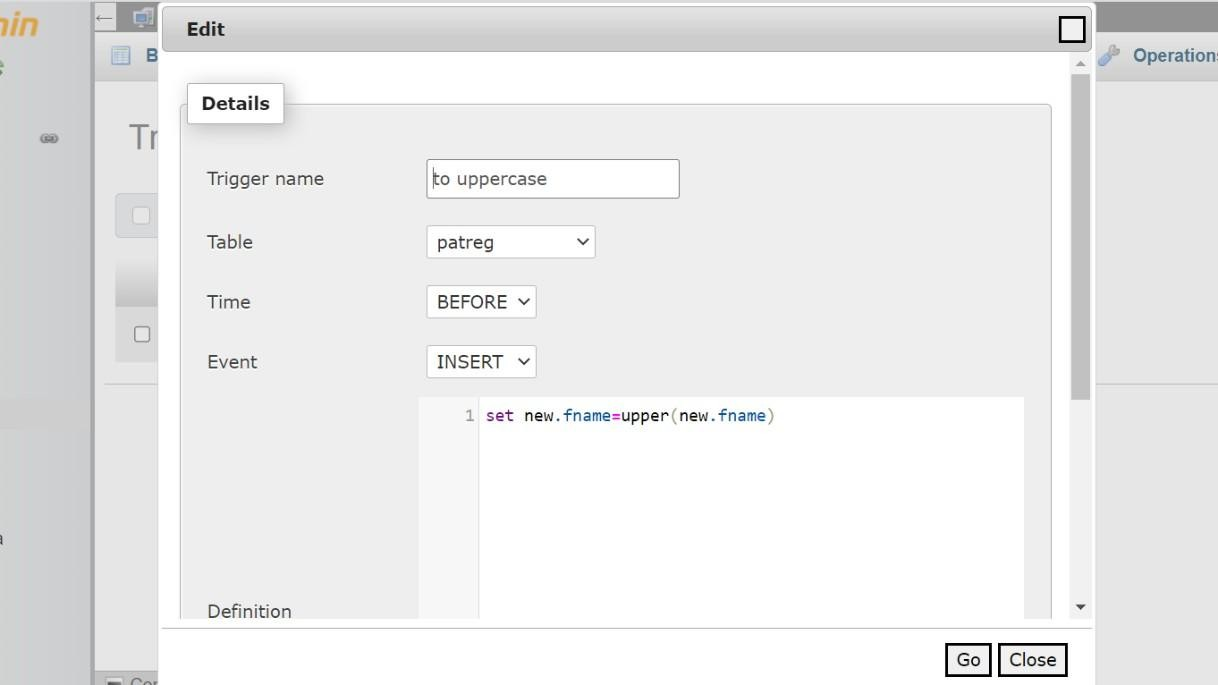 Edit
Operations
Details
Trigger name
to uppercase
Table
patreg
Time
BEFORE
Event
INSERT
1
set new.fname=upper(new.fname)
Definition
Go
Close